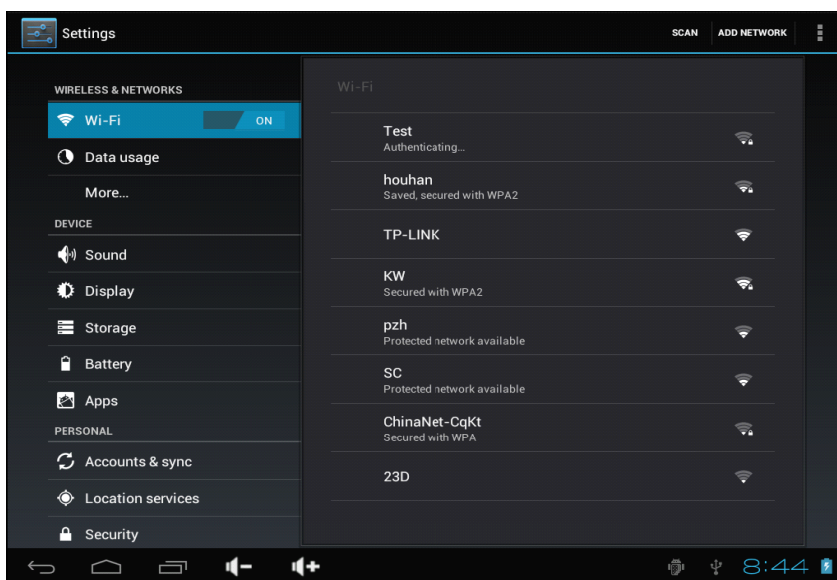 Settings
SCAN
ADD NETWORK
WIRELESS & NETWORKS
Wi-Fi
ON
Data usage
More...
DEVICE
Sound
Display
Storage
Battery
Apps
PERSONAL
Accounts & sync
Location services
Security
Wi-Fi
Test
Authenticating...
houhan
Saved, secured with WPA2
TP-LINK
KW
Secured with WPA2
pzh
Protected network available
SC
Protected network available
ChinaNet-CqKt
Secured with WPA
23D
8:44